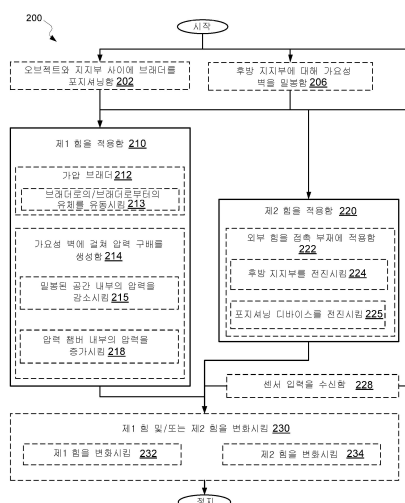 200
시작
오브젝트와 지지부 사이에 브래더를
포지셔닝함 202
후방 지지부에 대해 가요성
벽을 밀봉함 206
제1 힘을 적용함 210
가압 브래더 212
브래더로의/브래더로부터의
유체를 유동시킴 213
가요성 벽에 걸쳐 압력 구배를
생성함 214
밀봉된 공간 내부의 압력을
감소시킴 215
압력 챔버 내부의 압력을
증가시킴 218
제2 힘을 적용함 220
외부 힘을 접촉 부재에 적용함
222
후방 지지부를 전진시킴 224
포지셔닝 디바이스를 전진시킴 225
센서 입력을 수신함 228
제1 힘 및/또는 제2 힘을 변화시킴 230
제1 힘을 변화시킴 232
제2 힘을 변화시킴 234
정지